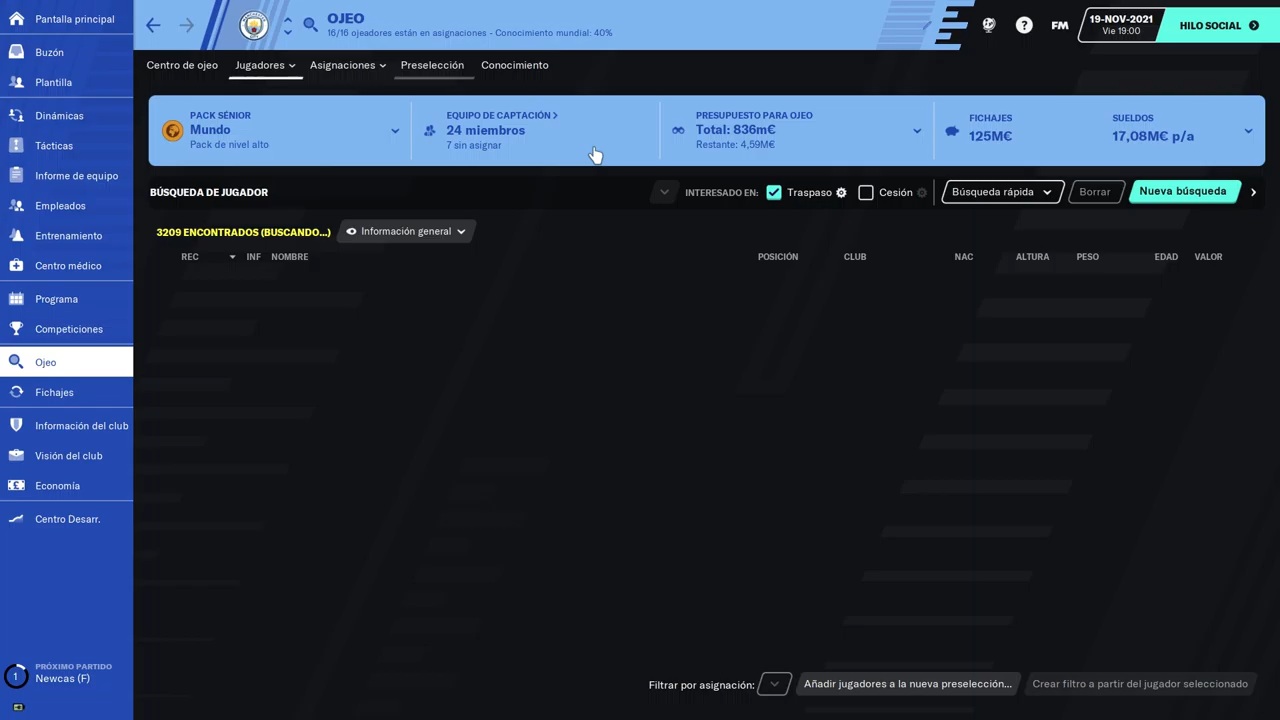 Pantalla principal
Buzón
Plantilla
Dinámicas
Tácticas
Informe de equipo
Empleados
Entrenamiento
Centro médico
Programa
Competiciones
Ojeo
Fichajes
Información del club
Visión del club
Economía
Centro Desarr.
PRÓXIMO PARTIDO
1
Newcas (F)
OJEO
16/16 ojeadores están en asignaciones - Conocimiento mundial: 40%
?
FM
19-NOV-2021
Vie 19:00
HILO SOCIAL
Centro de ojeo
Jugadores
Asignaciones
Preselección
Conocimiento
PACK SÉNIOR
Mundo
Pack de nivel alto
EQUIPO DE CAPTACIÓN >
24 miembros
7 sin asignar
PRESUPUESTO PARA OJEO
Total: 836m€
Restante: 4,59M€
FICHAJES
125M€
SUELDOS
17,08M€ p/a
BÚSQUEDA DE JUGADOR
INTERESADO EN:
Traspaso
Cesión
Búsqueda rápida
Borrar
Nueva búsqueda
3209 ENCONTRADOS (BUSCANDO...)
Información general
REC INF NOMBRE POSICIÓN CLUB NAC ALTURA PESO EDAD VALOR
Filtrar por asignación:
Añadir jugadores a la nueva preselección...
Crear filtro a partir del jugador seleccionado